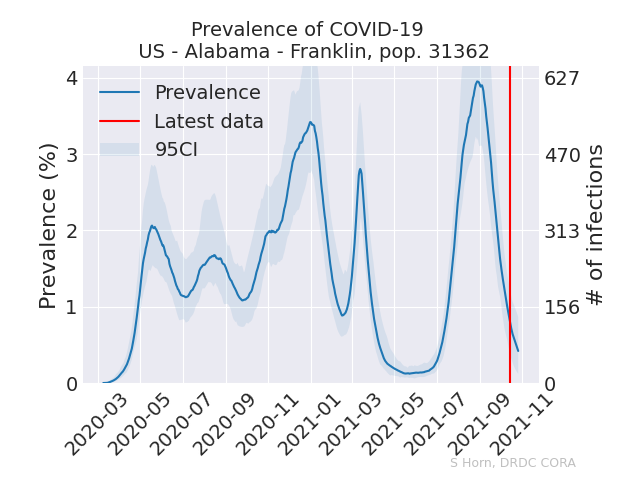 Prevalence of COVID-19
US - Alabama - Franklin, pop. 31362
Prevalence
Latest data
95CI
Prevalence (%)
4
3
2
1
0
# of infections
627
470
313
156
0
2020-03
2020-05
2020-07
2020-09
2020-11
2021-01
2021-03
2021-05
2021-07
2021-09
2021-11
S Horn, DRDC CORA